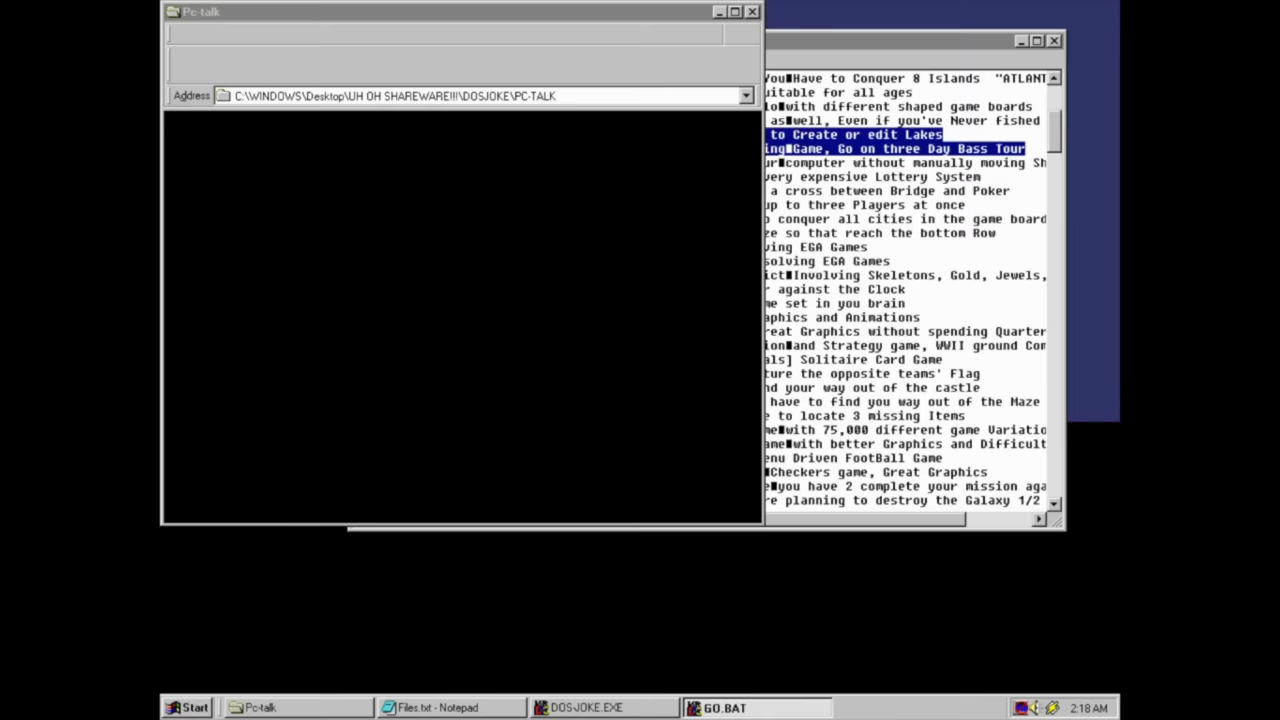 Pc-talk
Address C:\WINDOWS\Desktop\UH OH SHAREWARE!!!\DOSJOKE\PC-TALK
You■Have to Conquer 8 Islands "ATLANT
uitable for all ages
lo■with different shaped game boards
as■well, Even if you've Never fished
to Create or edit Lakes
ing■Game, Go on three Day Bass Tour
ur■computer without manually moving Sh
very expensive Lottery System
a cross between Bridge and Poker
up to three Players at once
o conquer all cities in the game board
ze so that reach the bottom Row
ving EGA Games
solving EGA Games
ict■Involving Skeletons, Gold, Jewels,
r against the Clock
me set in you brain
aphics and Animations
reat Graphics without spending Quarter
ion■and Strategy game, WWII ground Com
als] Solitaire Card Game
ture the opposite teams' Flag
nd your way out of the castle
have to find you way out of the Maze
e to locate 3 missing Items
me■with 75,000 different game Variatio
ame■with better Graphics and Difficult
enu Driven FootBall Game
■Checkers game, Great Graphics
e■you have 2 complete your mission aga
re planning to destroy the Galaxy 1/2
Start Pc-talk Files.txt - Notepad DOSJOKE.EXE GO.BAT 2:18 AM